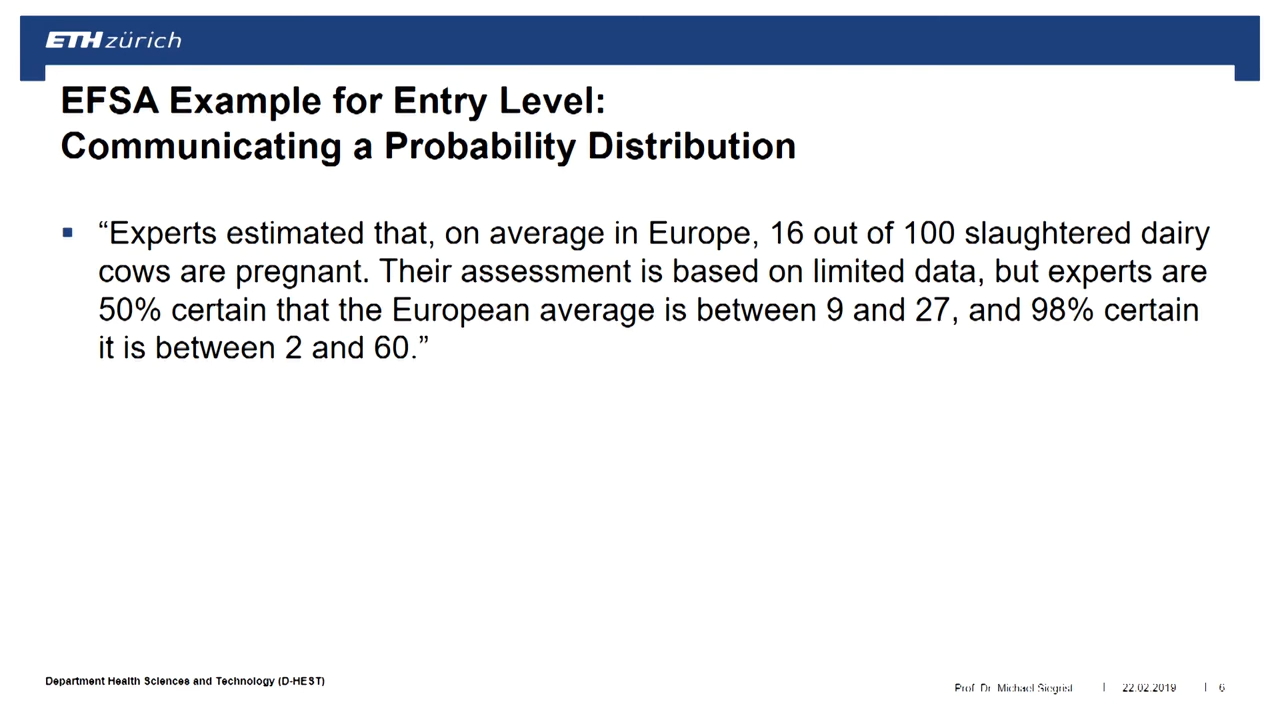 ETH zürich
EFSA Example for Entry Level:
Communicating a Probability Distribution
▪ “Experts estimated that, on average in Europe, 16 out of 100 slaughtered dairy
cows are pregnant. Their assessment is based on limited data, but experts are
50% certain that the European average is between 9 and 27, and 98% certain
it is between 2 and 60.”
Department Health Sciences and Technology (D-HEST)
Prof. Dr. Michael Siegrist | 22.02.2019 | 6